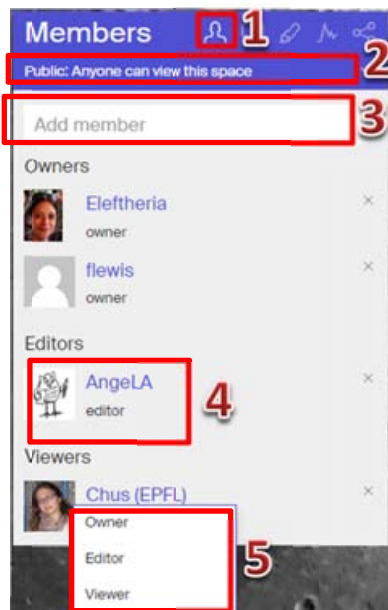 Members 1
Public: Anyone can view this space 2
Add member 3
Owners
Eleftheria
owner
flewis
owner
Editors
AngeLA
editor 4
Viewers
Chus (EPFL)
Owner
Editor 5
Viewer